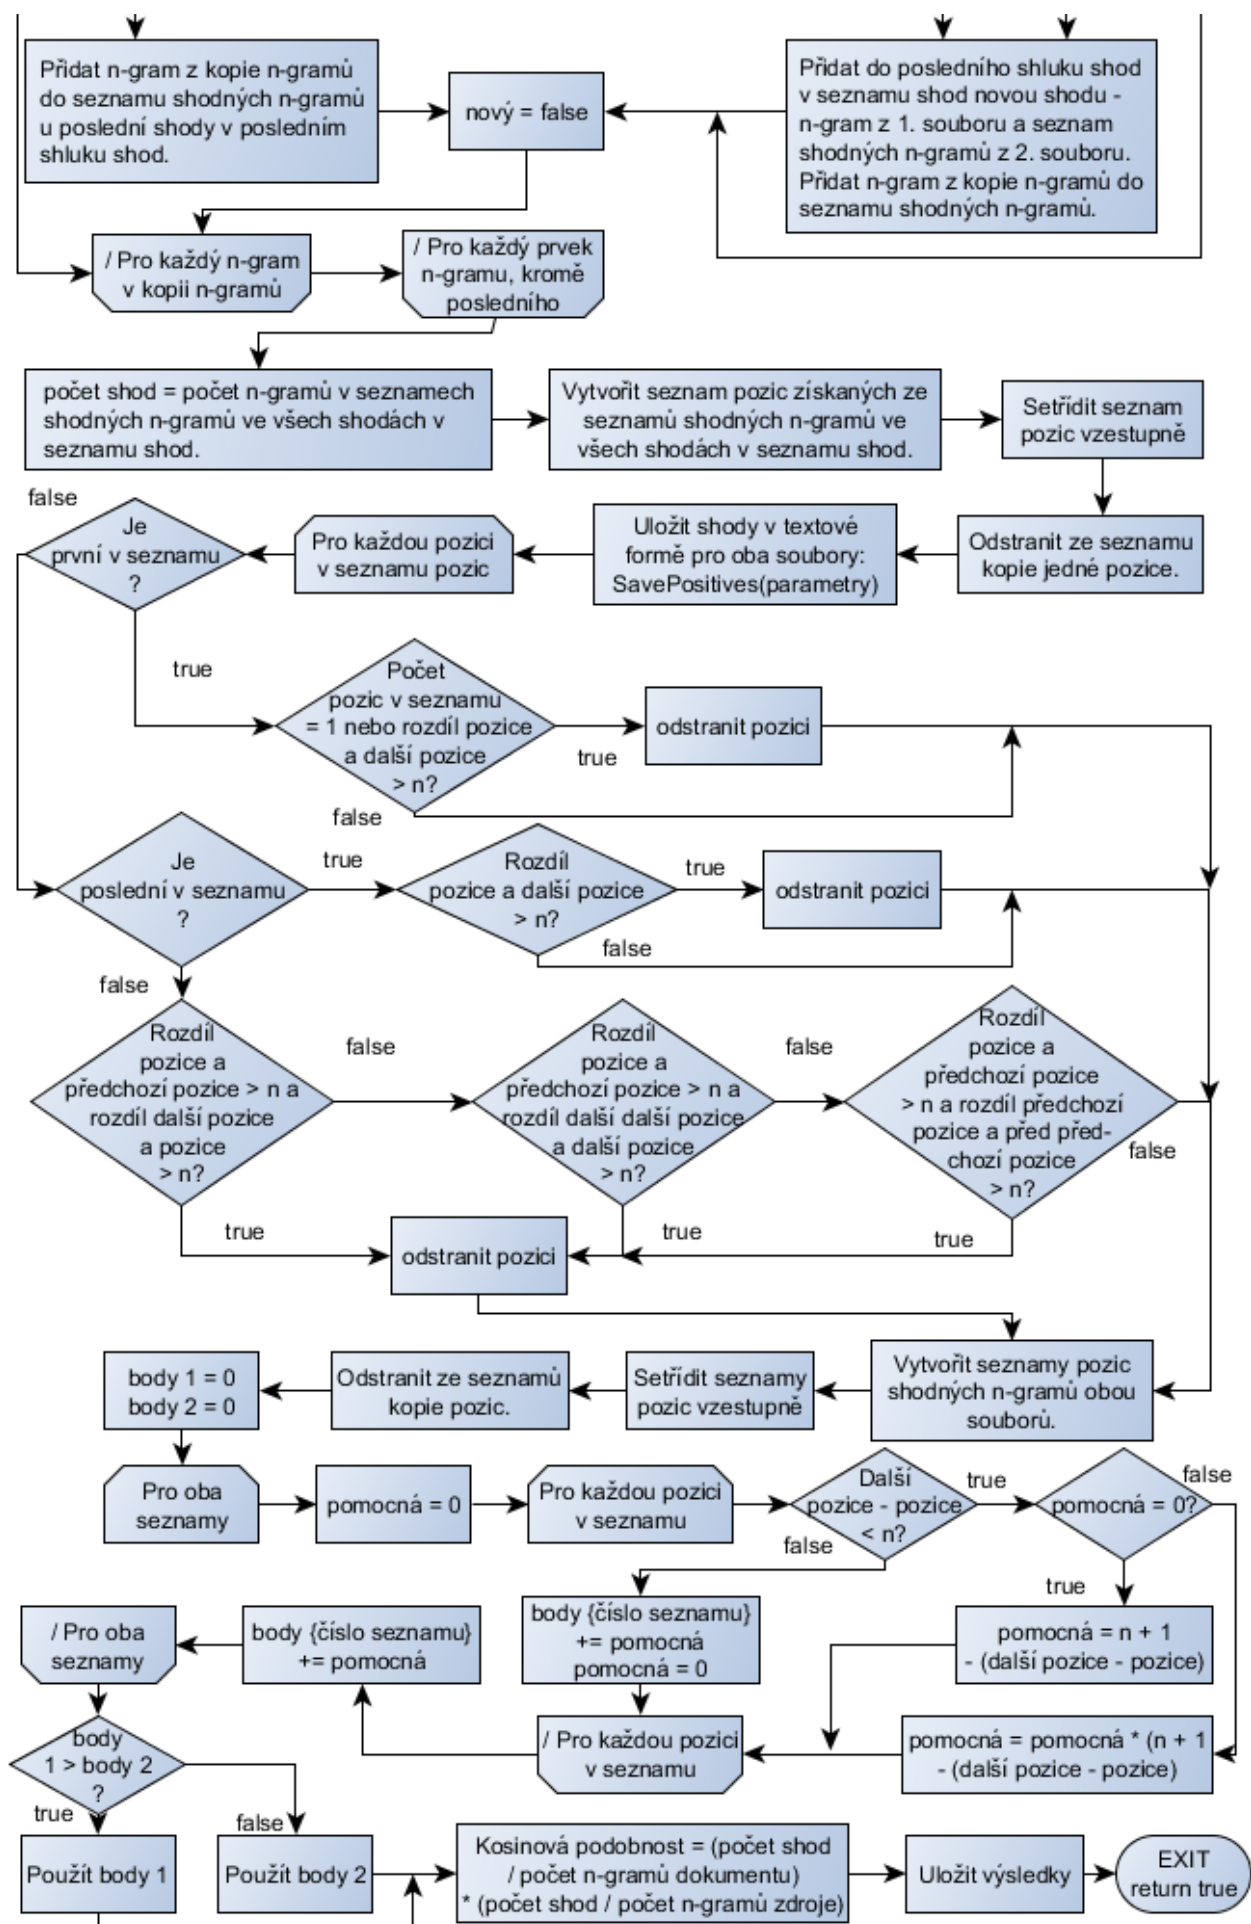 Přidat n-gram z kopie n-gramů
do seznamu shodných n-gramů
u poslední shody v posledním
shluku shod.
nový = false
Přidat do posledního shluku shod
v seznamu shod novou shodu -
n-gram z 1. souboru a seznam
shodných n-gramů z 2. souboru.
Přidat n-gram z kopie n-gramů do
seznamu shodných n-gramů.
/ Pro každý n-gram
v kopii n-gramů
/ Pro každý prvek
n-gramu, kromě
posledního
počet shod = počet n-gramů v seznamech
shodných n-gramů ve všech shodách v
seznamu shod.
Vytvořit seznam pozic získaných ze
seznamů shodných n-gramů ve
všech shodách v seznamu shod.
Setřídit seznam
pozic vzestupně
false
Je
první v seznamu
?
Pro každou pozici
v seznamu pozic
Uložit shody v textové
formě pro oba soubory:
SavePositives(parametry)
Odstranit ze seznamu
kopie jedné pozice.
true
Počet
pozic v seznamu
= 1 nebo rozdíl pozice
a další pozice
> n?
true
odstranit pozici
false
Je
poslední v seznamu
?
true
Rozdíl
pozice a další pozice
> n?
true
odstranit pozici
false
false
Rozdíl
pozice a
předchozí pozice > n a
rozdíl další pozice
a pozice
> n?
false
Rozdíl
pozice a
předchozí pozice > n a
rozdíl další další pozice
a další pozice
> n?
false
Rozdíl
pozice a
předchozí pozice
> n a rozdíl předchozí
pozice a před před-
chozí pozice
> n?
false
true
odstranit pozici
true
true
body 1 = 0
body 2 = 0
Odstranit ze seznamů
kopie pozic.
Setřídit seznamy
pozic vzestupně
Vytvořit seznamy pozic
shodných n-gramů obou
souborů.
Pro oba
seznamy
pomocná = 0
Pro každou pozici
v seznamu
Další
pozice - pozice
< n?
true
pomocná = 0?
false
false
true
/ Pro oba
seznamy
body {číslo seznamu}
+= pomocná
body {číslo seznamu}
+= pomocná
pomocná = 0
pomocná = n + 1
- (další pozice - pozice)
body
1 > body 2
?
/ Pro každou pozici
v seznamu
pomocná = pomocná * (n + 1
- (další pozice - pozice)
true
false
Použít body 1
Použít body 2
Kosinová podobnost = (počet shod
/ počet n-gramů dokumentu)
* (počet shod / počet n-gramů zdroje)
Uložit výsledky
EXIT
return true